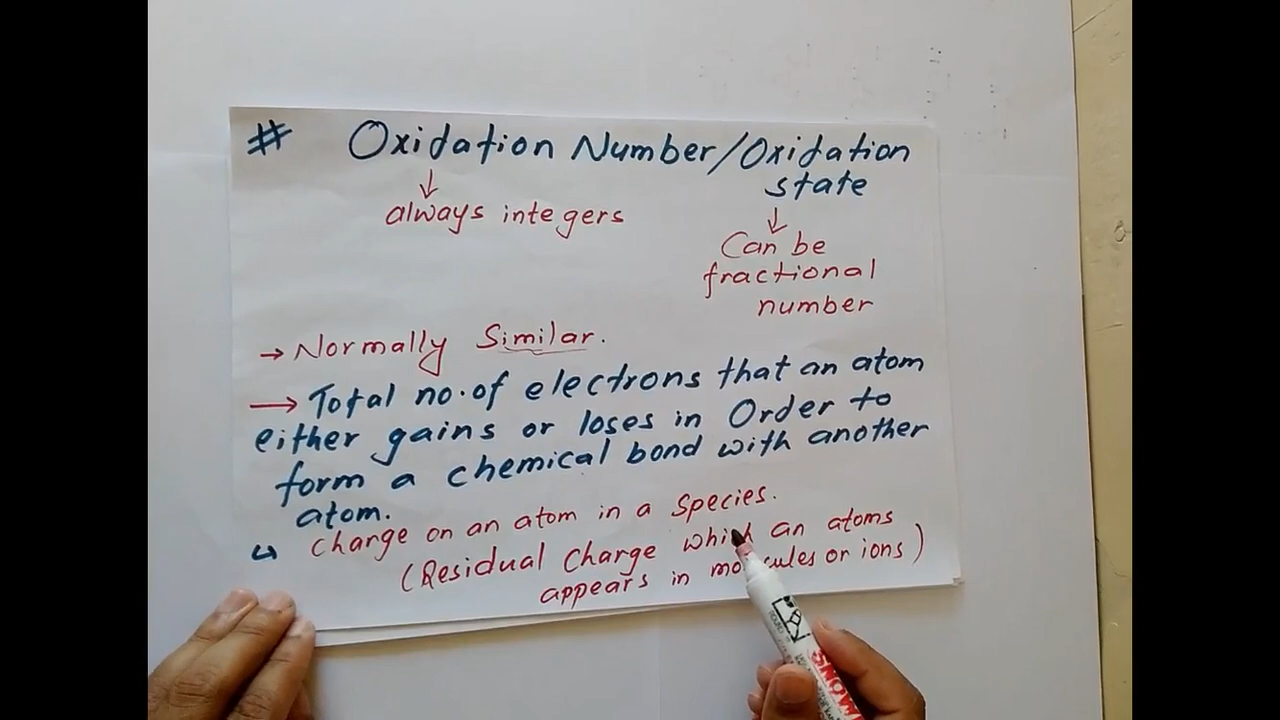 # Oxidation Number/Oxidation
state
always integers
Can be
fractional
number
→ Normally Similar.
→ Total no. of electrons that an atom
either gains or loses in Order to
form a chemical bond with another
atom.
↳ Charge on an atom in a Species.
(Residual Charge which an atoms
appears in molecules or ions)
SNOWM